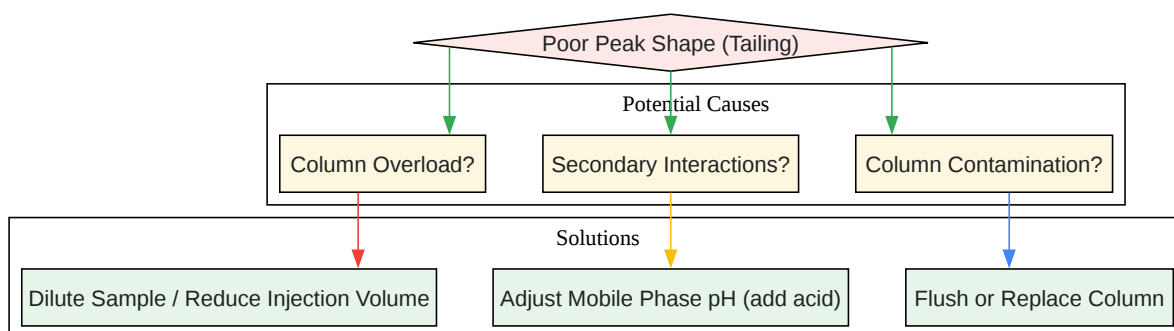 Poor Peak Shape (Tailing)
Potential Causes
Column Overload?
Secondary Interactions?
Column Contamination?
Solutions
Dilute Sample / Reduce Injection Volume
Adjust Mobile Phase pH (add acid)
Flush or Replace Column